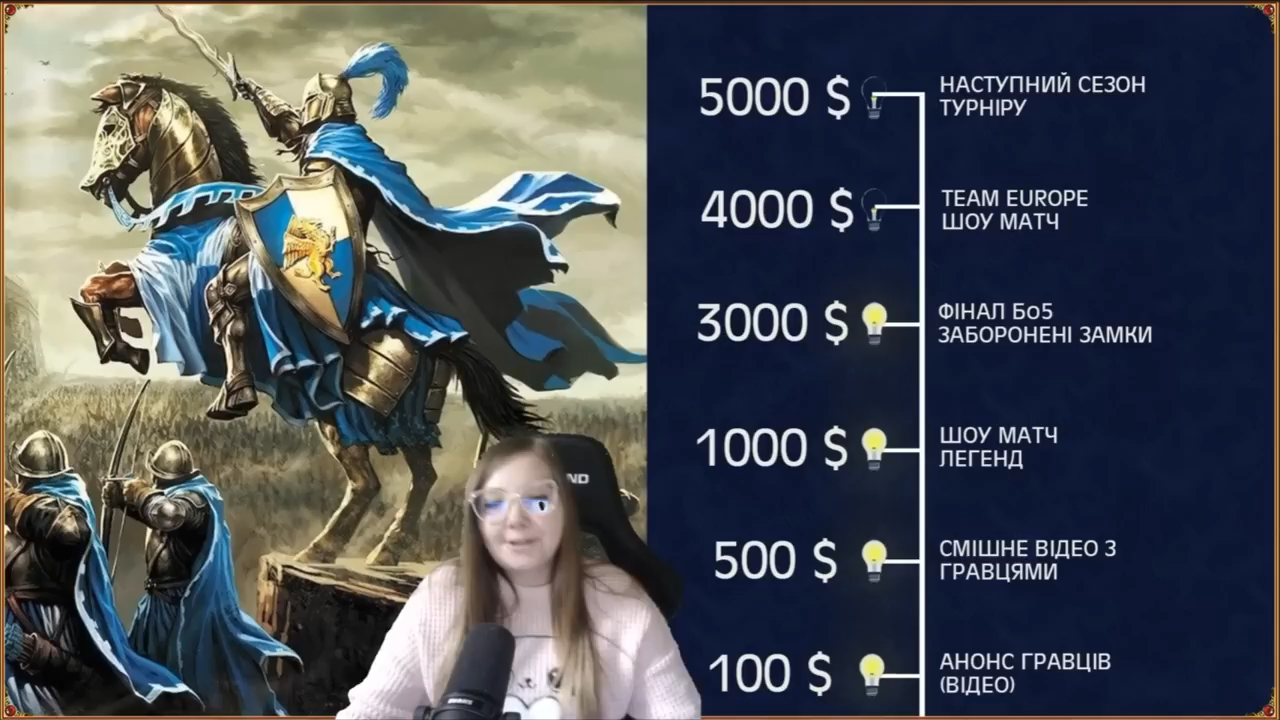 5000 $
НАСТУПНИЙ СЕЗОН
ТУРНІРУ
4000 $
TEAM EUROPE
ШОУ МАТЧ
3000 $
ФІНАЛ Бо5
ЗАБОРОНЕНІ ЗАМКИ
1000 $
ШОУ МАТЧ
ЛЕГЕНД
500 $
СМІШНЕ ВІДЕО З
ГРАВЦЯМИ
100 $
АНОНС ГРАВЦІВ
(ВІДЕО)